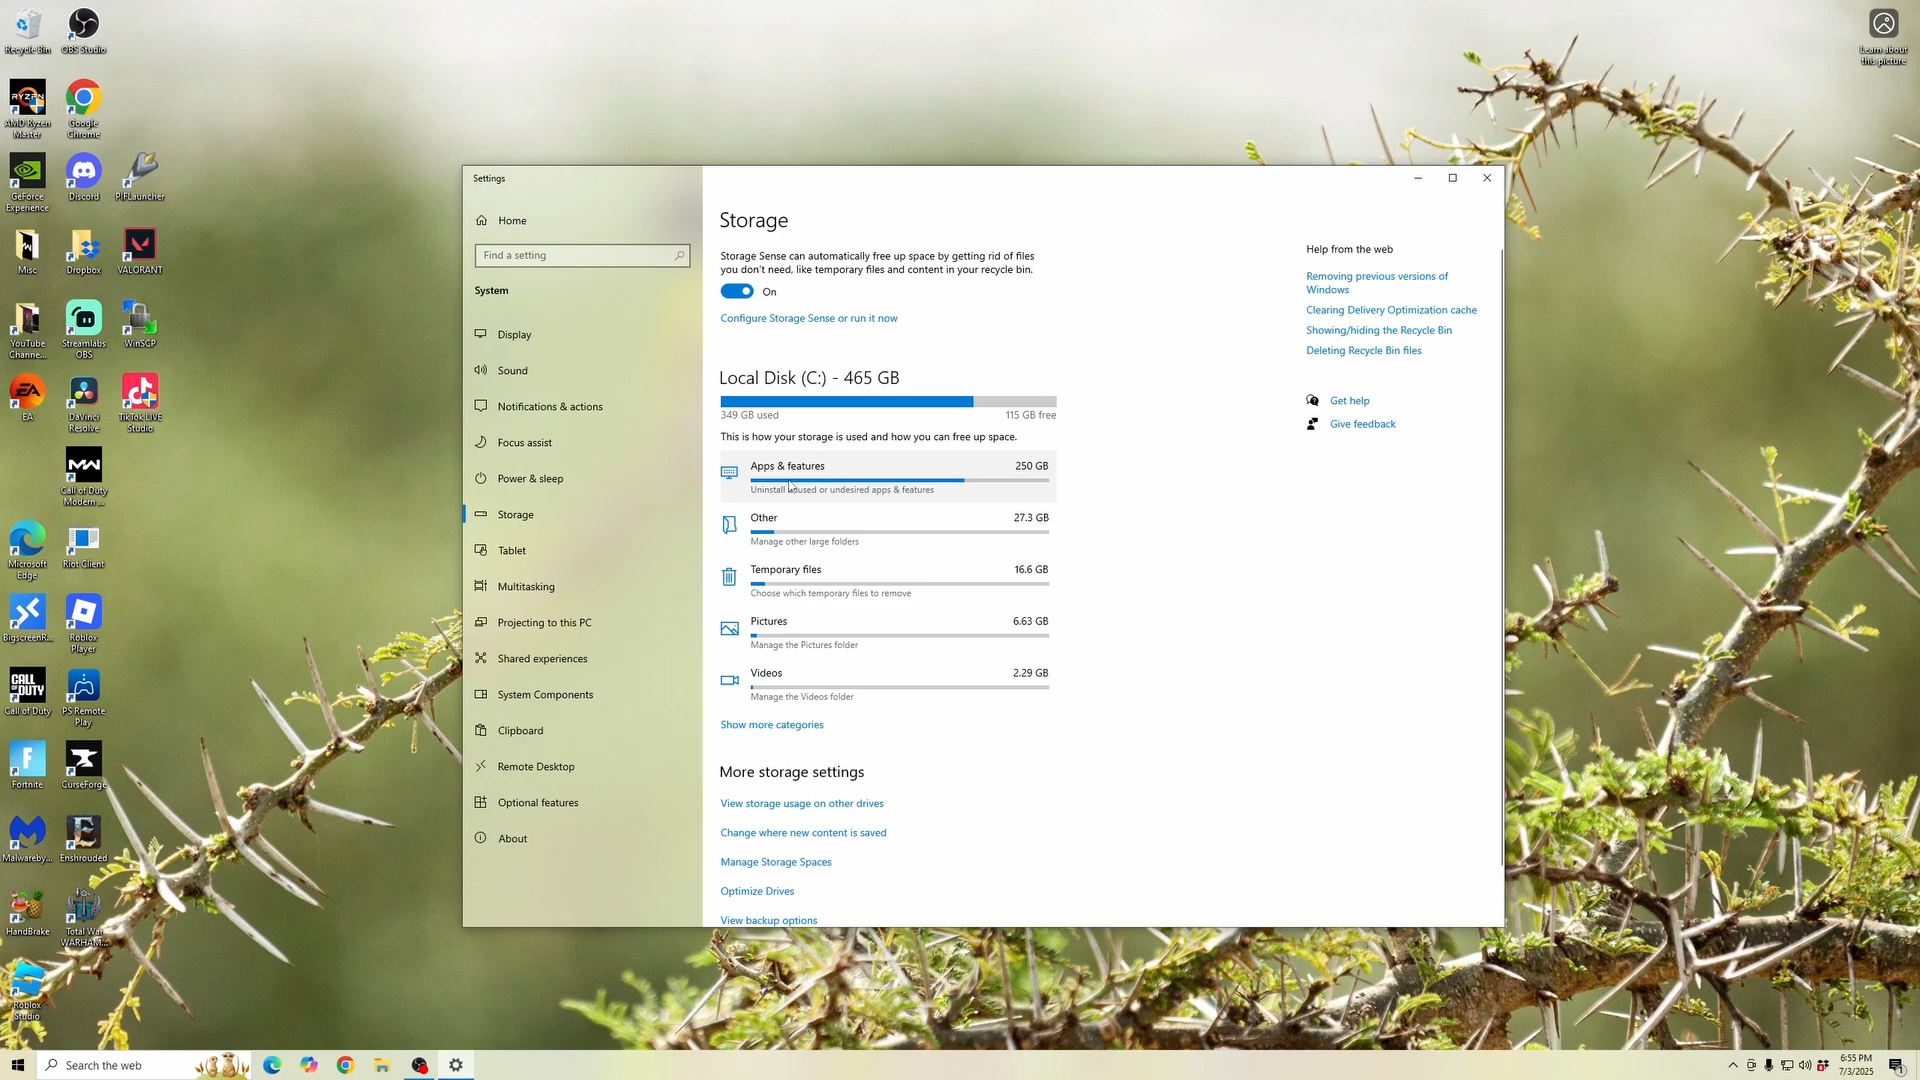 Recycle Bin
OBS Studio
Learn about
this picture
AMD Ryzen
Master
Google
Chrome
GeForce
Experience
Discord
PIFLauncher
Misc
Dropbox
VALORANT
YouTube
Channe...
Streamlabs
OBS
WinSCP
EA
DaVinci
Resolve
TikTok LIVE
Studio
Call of Duty
Modern ...
Microsoft
Edge
Riot Client
BigscreenR...
Roblox
Player
CALL
DUTY
Call of Duty
PS Remote
Play
Fortnite
CurseForge
Malwareby...
Enshrouded
HandBrake
Total War
WARHAM...
Roblox
Studio
Settings
Home
Find a setting
System
Display
Sound
Notifications & actions
Focus assist
Power & sleep
Storage
Tablet
Multitasking
Projecting to this PC
Shared experiences
System Components
Clipboard
Remote Desktop
Optional features
About
Storage
Storage Sense can automatically free up space by getting rid of files
you don't need, like temporary files and content in your recycle bin.
On
Configure Storage Sense or run it now
Local Disk (C:) - 465 GB
349 GB used 115 GB free
This is how your storage is used and how you can free up space.
Apps & features 250 GB
Uninstall unused or undesired apps & features
Other 27.3 GB
Manage other large folders
Temporary files 16.6 GB
Choose which temporary files to remove
Pictures 6.63 GB
Manage the Pictures folder
Videos 2.29 GB
Manage the Videos folder
Show more categories
More storage settings
View storage usage on other drives
Change where new content is saved
Manage Storage Spaces
Optimize Drives
View backup options
Help from the web
Removing previous versions of
Windows
Clearing Delivery Optimization cache
Showing/hiding the Recycle Bin
Deleting Recycle Bin files
Get help
Give feedback
Search the web
6:55 PM
7/3/2025